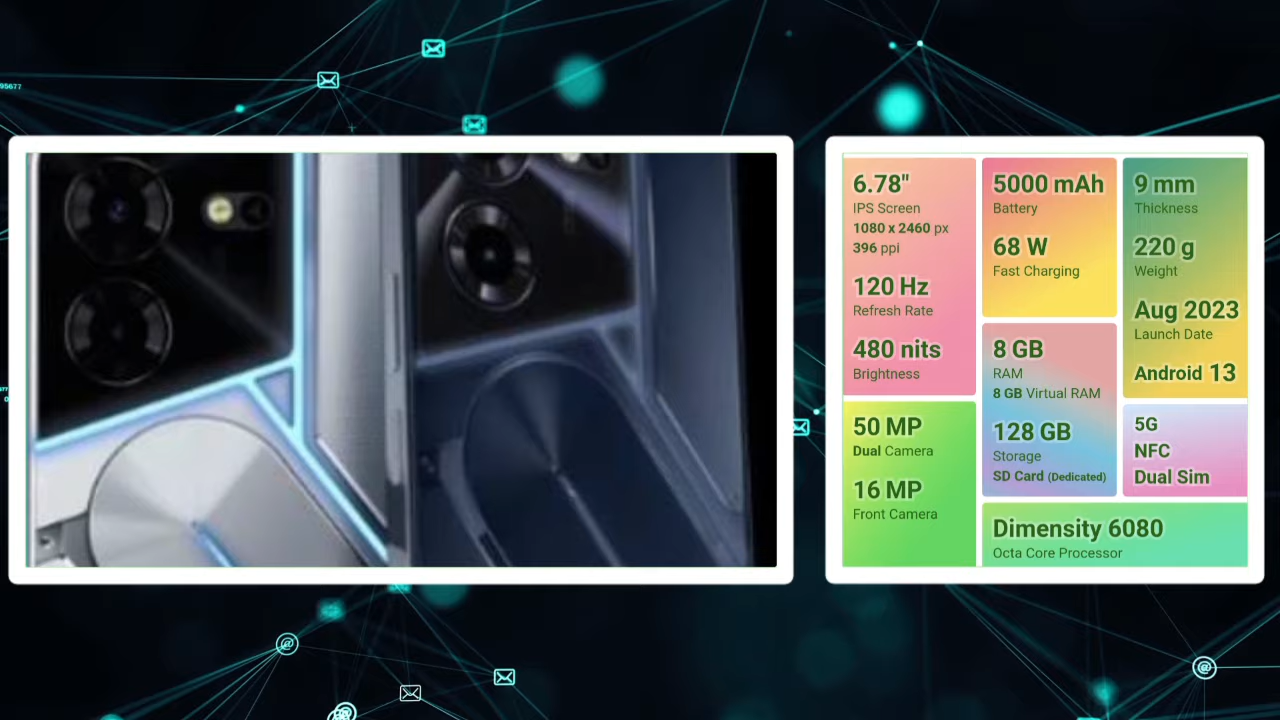 95677
6.78"
IPS Screen
1080 x 2460 px
396 ppi
120 Hz
Refresh Rate
480 nits
Brightness
50 MP
Dual Camera
16 MP
Front Camera
5000 mAh
Battery
68 W
Fast Charging
8 GB
RAM
8 GB Virtual RAM
128 GB
Storage
SD Card (Dedicated)
9 mm
Thickness
220 g
Weight
Aug 2023
Launch Date
Android 13
5G
NFC
Dual Sim
Dimensity 6080
Octa Core Processor